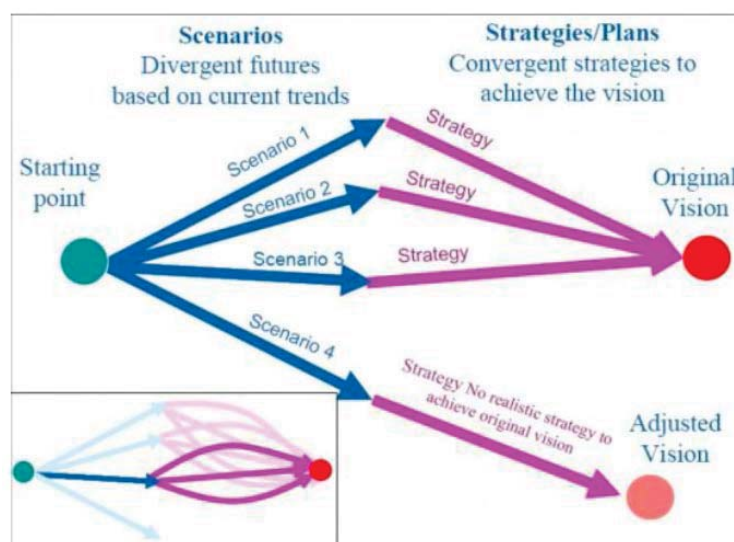 Scenarios
Divergent futures
based on current trends
Strategies/Plans
Convergent strategies to
achieve the vision
Starting
point
Scenario 1
Scenario 2
Scenario 3
Scenario 4
Strategy
Strategy
Strategy
Original
Vision
Strategy No realistic strategy to
achieve original vision
Adjusted
Vision